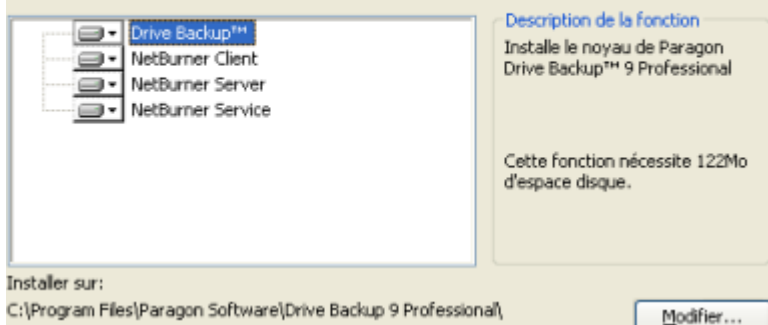 Drive Backup™
NetBurner Client
NetBurner Server
NetBurner Service
Description de la fonction
Installe le noyau de Paragon
Drive Backup™ 9 Professional
Cette fonction nécessite 122Mo
d'espace disque.
Installer sur:
C:\Program Files\Paragon Software\Drive Backup 9 Professional\
Modifier...